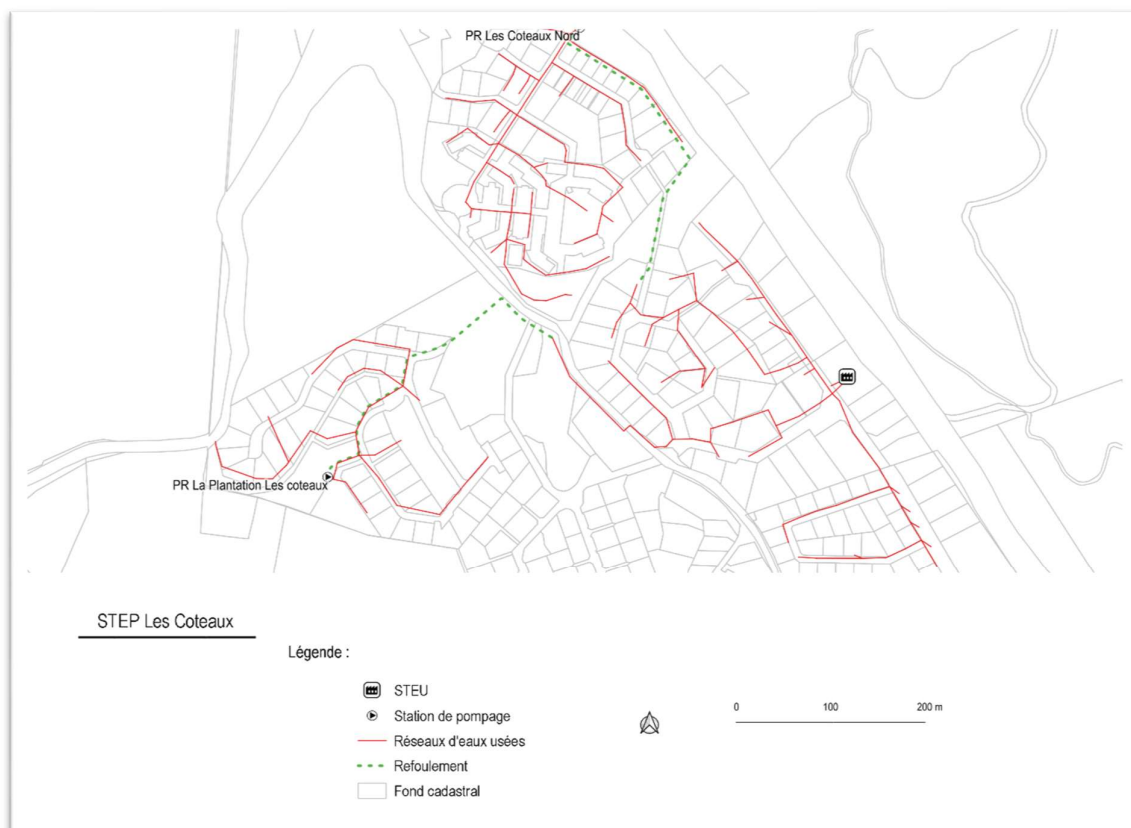 PR Les Coteaux Nord
PR La Plantation Les coteaux
STEP Les Coteaux
Légende :
STEU
Station de pompage
Réseaux d'eaux usées
Refoulement
Fond cadastral
0 100 200 m